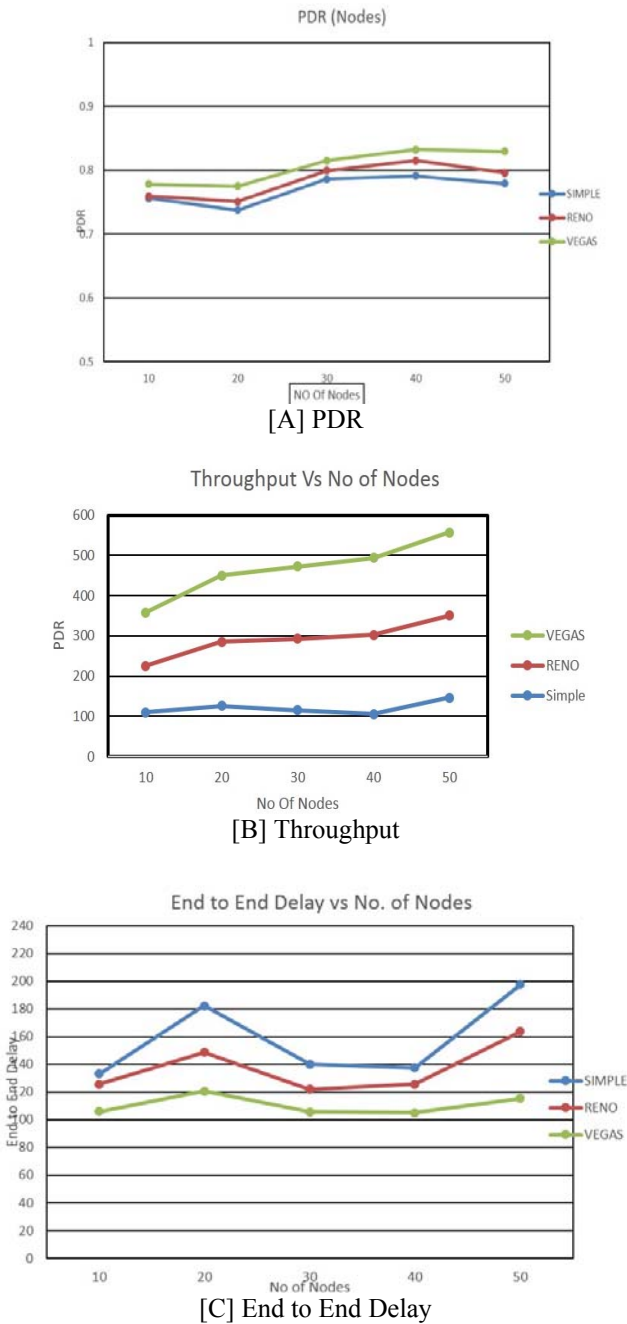 PDR (Nodes)
1
0.9
0.8
0.7
0.6
0.5
PDR
10 20 30 40 50
NO Of Nodes
SIMPLE
RENO
VEGAS
[A] PDR
Throughput Vs No of Nodes
600
500
400
300
200
100
0
PDR
10 20 30 40 50
No Of Nodes
VEGAS
RENO
Simple
[B] Throughput
End to End Delay vs No. of Nodes
240
220
200
180
160
140
120
100
80
60
40
20
0
End to End Delay
10 20 30 40 50
No of Nodes
SIMPLE
RENO
VEGAS
[C] End to End Delay